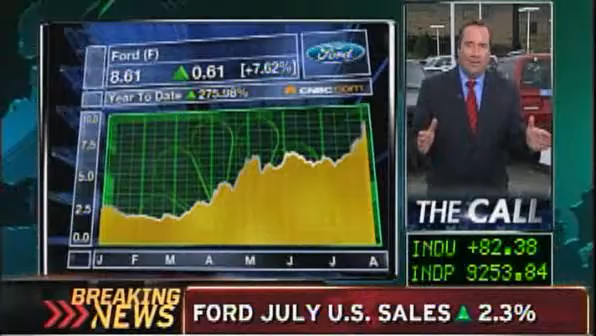 Ford (F)
Ford
8.61 ▲ 0.61 [+7.62%]
Year To Date ▲ 275.98% CNBC.com
10.0
7.5
5.0
2.5
0.0
J F M A M J J A
THE CALL
INDU +82.38
INDP 9253.84
BREAKING
NEWS
FORD JULY U.S. SALES ▲ 2.3%